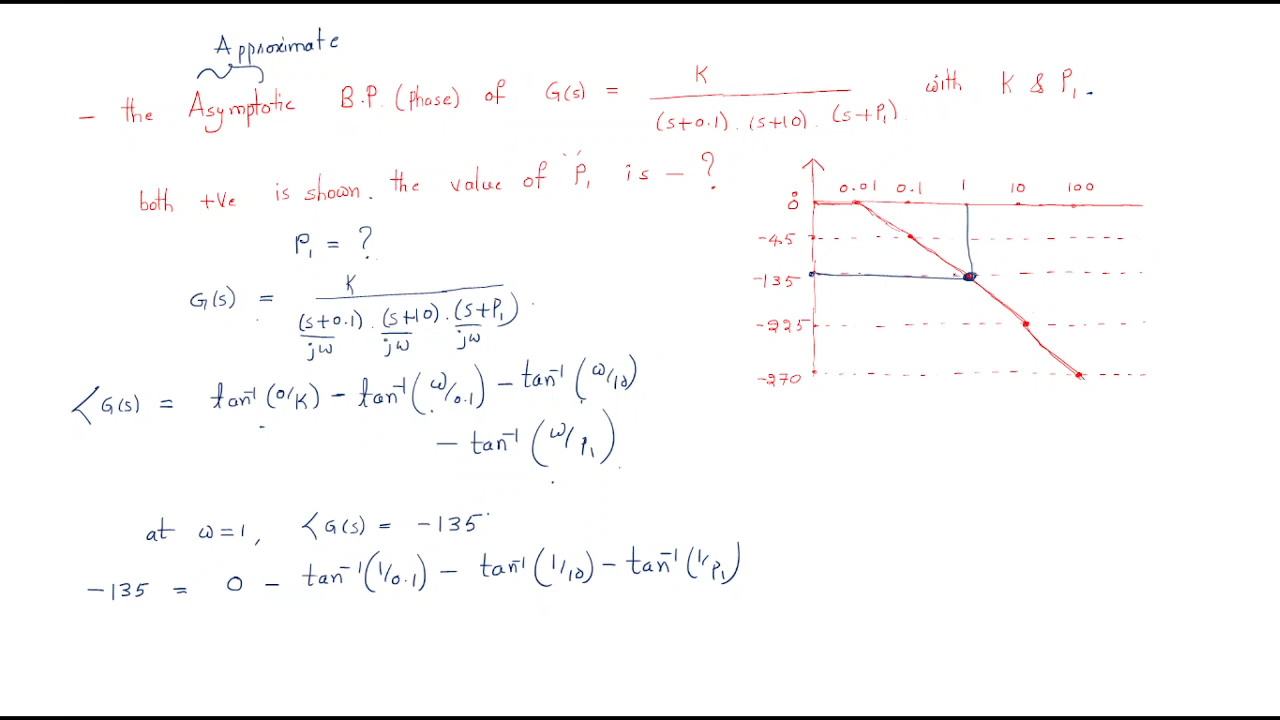 Approximate
- the Asymptotic B.P. (phase) of G(s) = K / (s+0.1) . (s+10) . (s+P₁) with K & P₁.
both +ve is shown. the value of "P₁ is - ?
P₁ = ?
G(s) = K / (s+0.1) . (s+10) . (s+P₁)
jω jω jω
∠G(s) = tan⁻¹(0/K) - tan⁻¹(ω/0.1) - tan⁻¹(ω/10)
- tan⁻¹(ω/P₁)
at ω=1, ∠G(s) = -135°
-135 = 0 - tan⁻¹(1/0.1) - tan⁻¹(1/10) - tan⁻¹(1/P₁)
0.01 0.1 1 10 100
0°
-45
-135
-225
-270